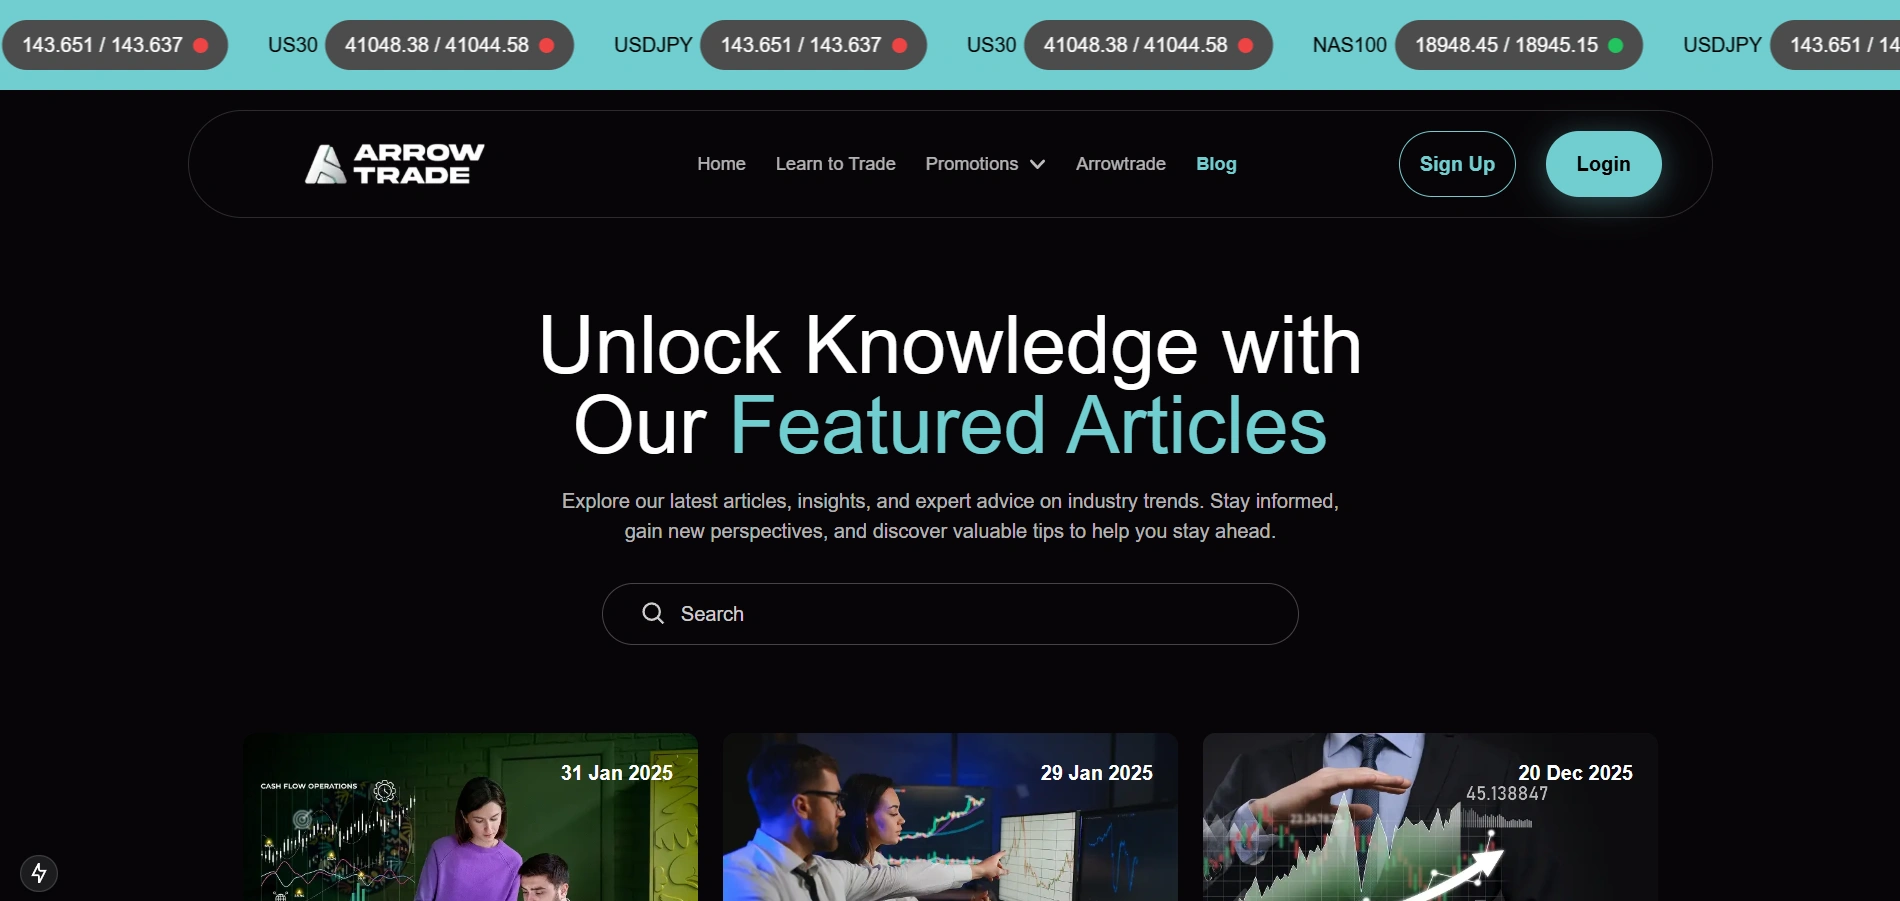 143.651 / 143.637 US30 41048.38 / 41044.58 USDJPY 143.651 / 143.637 US30 41048.38 / 41044.58 NAS100 18948.45 / 18945.15 USDJPY 143.651 / 14
ARROW
TRADE
Home Learn to Trade Promotions Arrowtrade Blog
Sign Up Login
Unlock Knowledge with
Our Featured Articles
Explore our latest articles, insights, and expert advice on industry trends. Stay informed,
gain new perspectives, and discover valuable tips to help you stay ahead.
Search
31 Jan 2025
CASH FLOW OPERATIONS
29 Jan 2025
20 Dec 2025
45.138847